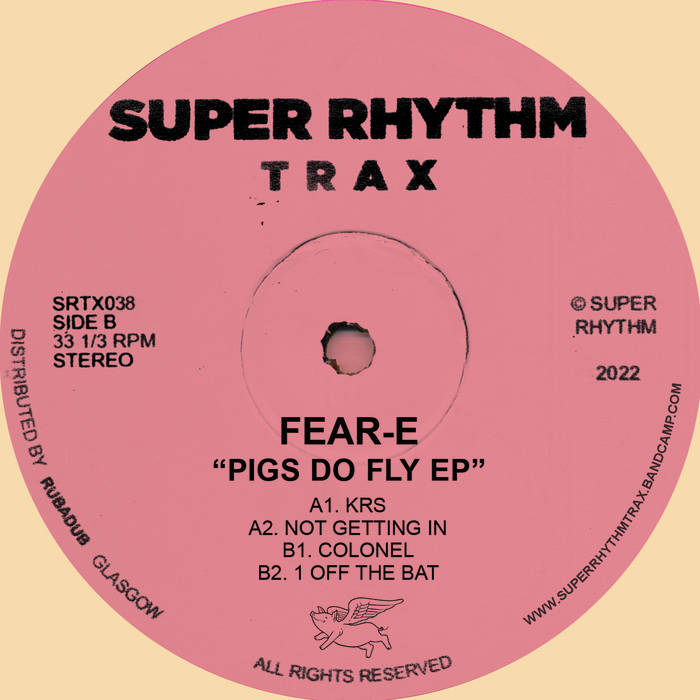 SUPER RHYTHM
TRAX
SRTX038
SIDE B
33 1/3 RPM
STEREO
© SUPER
RHYTHM
2022
DISTRIBUTED BY RUBADUB GLASGOW
FEAR-E
“PIGS DO FLY EP”
A1. KRS
A2. NOT GETTING IN
B1. COLONEL
B2. 1 OFF THE BAT
WWW.SUPERRHYTHMTRAX.BANDCAMP.COM
ALL RIGHTS RESERVED